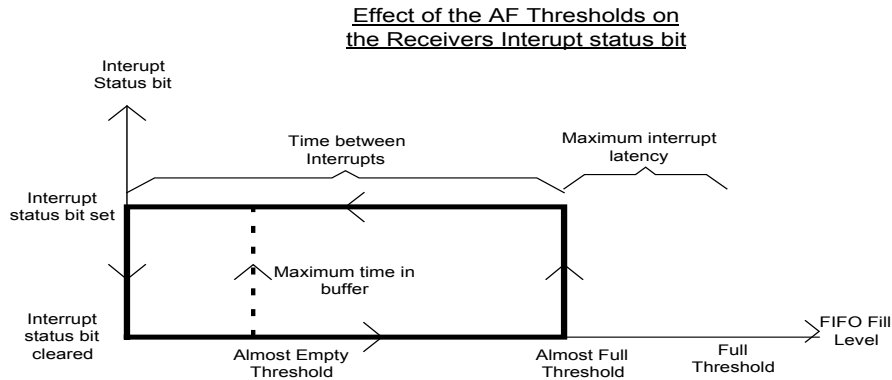 Effect of the AF Thresholds on
the Receivers Interupt status bit
Interupt
Status bit
Time between
Interrupts
Maximum interrupt
latency
Interrupt
status bit set
Maximum time in
buffer
Interrupt
status bit
cleared
Almost Empty
Threshold
Almost Full
Threshold
Full
Threshold
FIFO Fill
Level